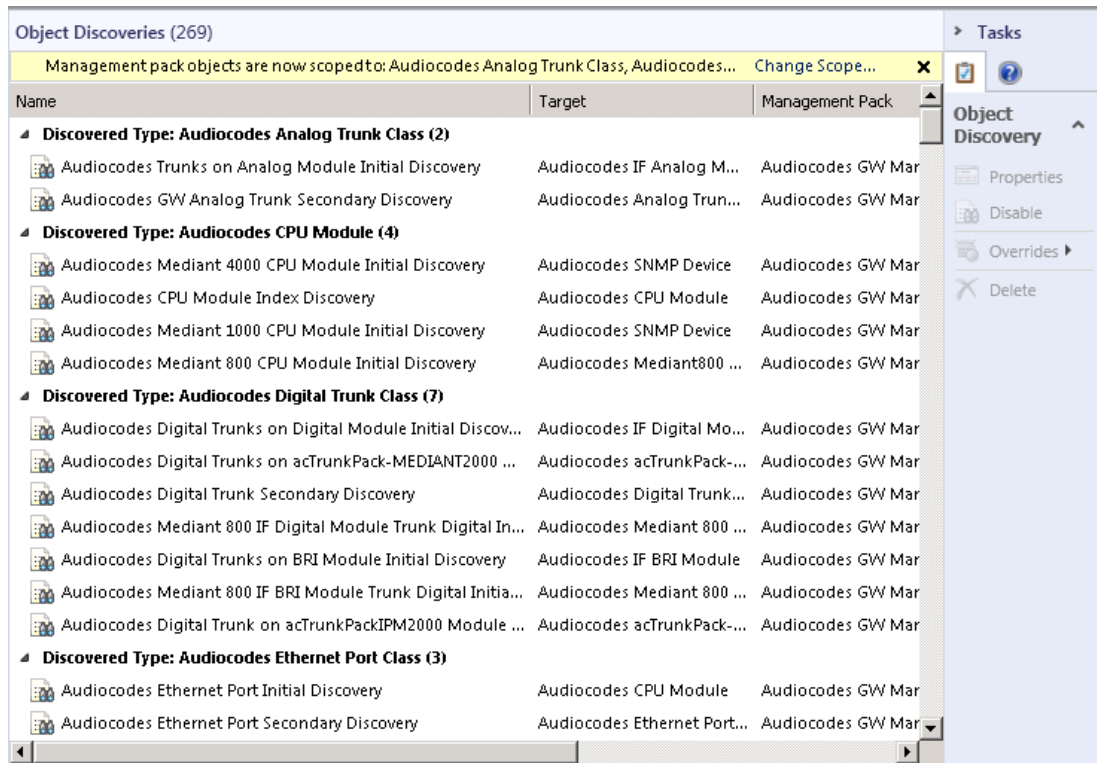 Object Discoveries (269)
Management pack objects are now scoped to: Audiocodes Analog Trunk Class, Audiocodes... Change Scope...
Name Target Management Pack
Discovered Type: Audiocodes Analog Trunk Class (2)
Audiocodes Trunks on Analog Module Initial Discovery Audiocodes IF Analog M... Audiocodes GW Mar
Audiocodes GW Analog Trunk Secondary Discovery Audiocodes Analog Trun... Audiocodes GW Mar
Discovered Type: Audiocodes CPU Module (4)
Audiocodes Mediant 4000 CPU Module Initial Discovery Audiocodes SNMP Device Audiocodes GW Mar
Audiocodes CPU Module Index Discovery Audiocodes CPU Module Audiocodes GW Mar
Audiocodes Mediant 1000 CPU Module Initial Discovery Audiocodes SNMP Device Audiocodes GW Mar
Audiocodes Mediant 800 CPU Module Initial Discovery Audiocodes Mediant800 ... Audiocodes GW Mar
Discovered Type: Audiocodes Digital Trunk Class (7)
Audiocodes Digital Trunks on Digital Module Initial Discov... Audiocodes IF Digital Mo... Audiocodes GW Mar
Audiocodes Digital Trunks on acTrunkPack-MEDIANT2000 ... Audiocodes acTrunkPack-... Audiocodes GW Mar
Audiocodes Digital Trunk Secondary Discovery Audiocodes Digital Trunk... Audiocodes GW Mar
Audiocodes Mediant 800 IF Digital Module Trunk Digital In... Audiocodes Mediant 800 ... Audiocodes GW Mar
Audiocodes Digital Trunks on BRI Module Initial Discovery Audiocodes IF BRI Module Audiocodes GW Mar
Audiocodes Mediant 800 IF BRI Module Trunk Digital Initia... Audiocodes Mediant 800 ... Audiocodes GW Mar
Audiocodes Digital Trunk on acTrunkPackIPM2000 Module ... Audiocodes acTrunkPack-... Audiocodes GW Mar
Discovered Type: Audiocodes Ethernet Port Class (3)
Audiocodes Ethernet Port Initial Discovery Audiocodes CPU Module Audiocodes GW Mar
Audiocodes Ethernet Port Secondary Discovery Audiocodes Ethernet Port... Audiocodes GW Mar
Tasks
Object
Discovery
Properties
Disable
Overrides
Delete